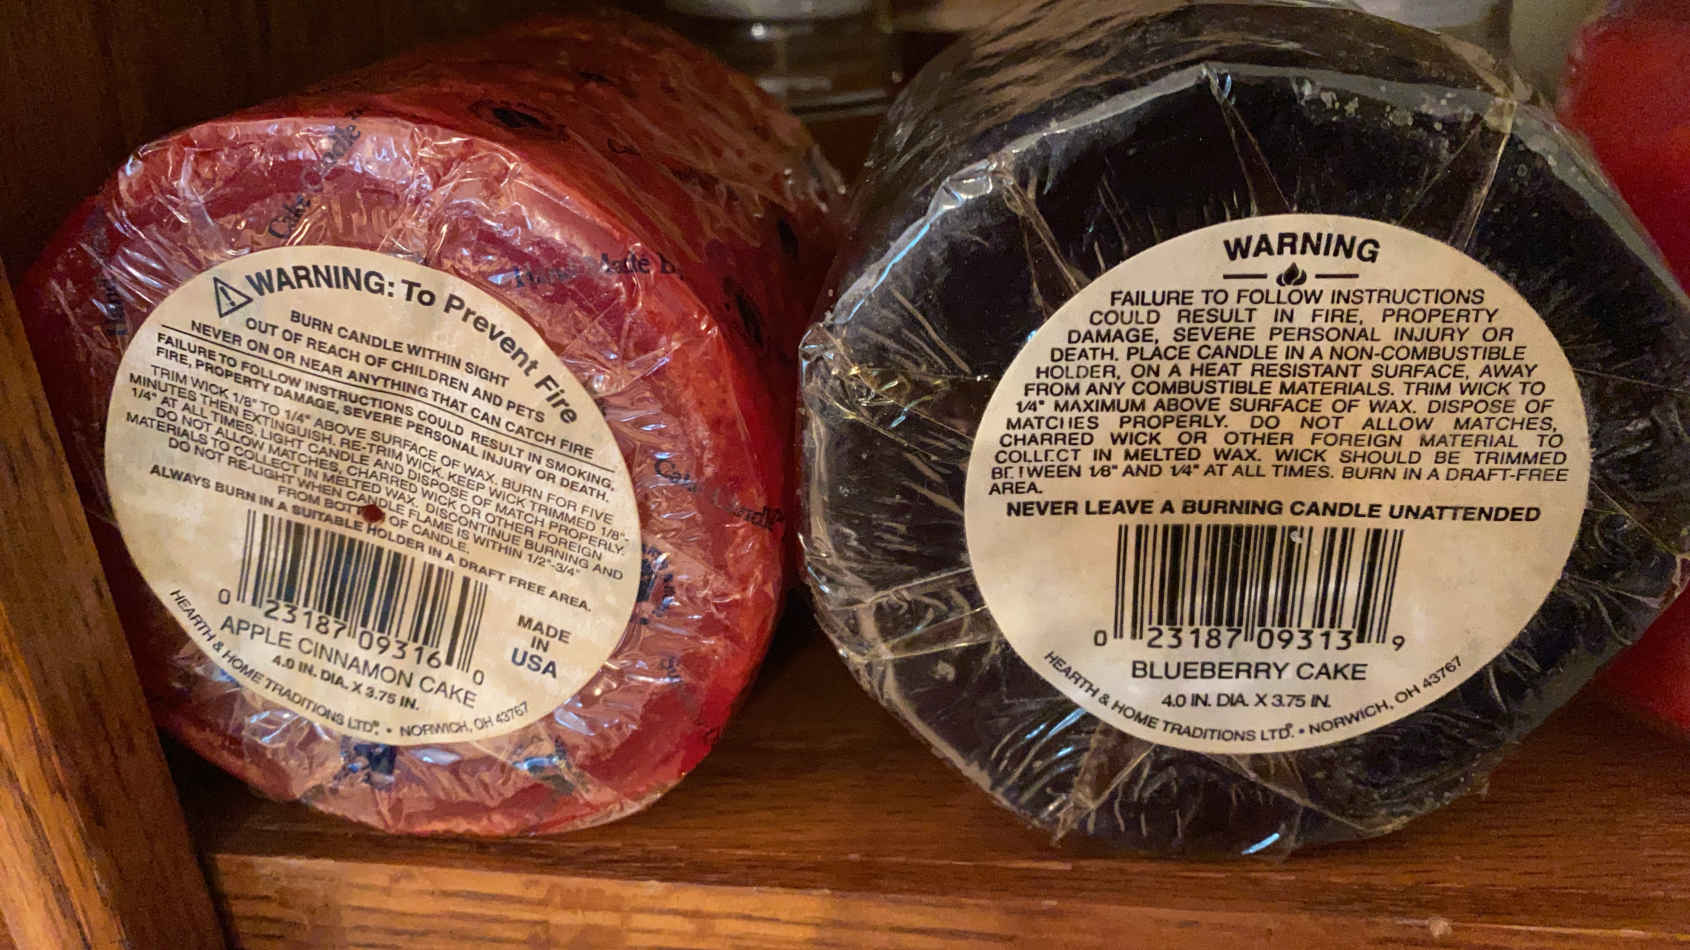 WARNING: To Prevent Fire
BURN CANDLE WITHIN SIGHT
OUT OF REACH OF CHILDREN AND PETS
NEVER ON OR NEAR ANYTHING THAT CAN CATCH FIRE
FAILURE TO FOLLOW INSTRUCTIONS COULD RESULT IN SMOKING,
FIRE, PROPERTY DAMAGE, SEVERE PERSONAL INJURY OR DEATH.
TRIM WICK 1/8" TO 1/4" ABOVE SURFACE OF WAX. BURN FOR FIVE
MINUTES THEN EXTINGUISH. RE-TRIM WICK. KEEP WICK TRIMMED 1/8"-
1/4" AT ALL TIMES. LIGHT CANDLE AND DISPOSE OF MATCH PROPERLY.
DO NOT ALLOW MATCHES, CHARRED WICK OR OTHER FOREIGN
MATERIALS TO COLLECT IN MELTED WAX. DISCONTINUE BURNING AND
DO NOT RE-LIGHT WHEN CANDLE FLAME IS WITHIN 1/2"-3/4"
FROM BOT OF CANDLE.
ALWAYS BURN IN A SUITABLE HOLDER IN A DRAFT FREE AREA.
0 23187 09316 0
APPLE CINNAMON CAKE
4.0 IN. DIA. X 3.75 IN.
MADE
IN
USA
HEARTH & HOME TRADITIONS LTD®. • NORWICH, OH 43767
WARNING
FAILURE TO FOLLOW INSTRUCTIONS
COULD RESULT IN FIRE, PROPERTY
DAMAGE, SEVERE PERSONAL INJURY OR
DEATH. PLACE CANDLE IN A NON-COMBUSTIBLE
HOLDER, ON A HEAT RESISTANT SURFACE, AWAY
FROM ANY COMBUSTIBLE MATERIALS. TRIM WICK TO
1/4" MAXIMUM ABOVE SURFACE OF WAX. DISPOSE OF
MATCHES PROPERLY. DO NOT ALLOW MATCHES,
CHARRED WICK OR OTHER FOREIGN MATERIAL TO
COLLECT IN MELTED WAX. WICK SHOULD BE TRIMMED
BETWEEN 1/8" AND 1/4" AT ALL TIMES. BURN IN A DRAFT-FREE
AREA.
NEVER LEAVE A BURNING CANDLE UNATTENDED
0 23187 09313 9
BLUEBERRY CAKE
4.0 IN. DIA. X 3.75 IN.
HEARTH & HOME TRADITIONS LTD®. • NORWICH, OH 43767